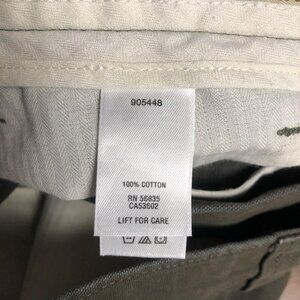 905448
100% COTTON
RN 56835
CA53602
LIFT FOR CARE